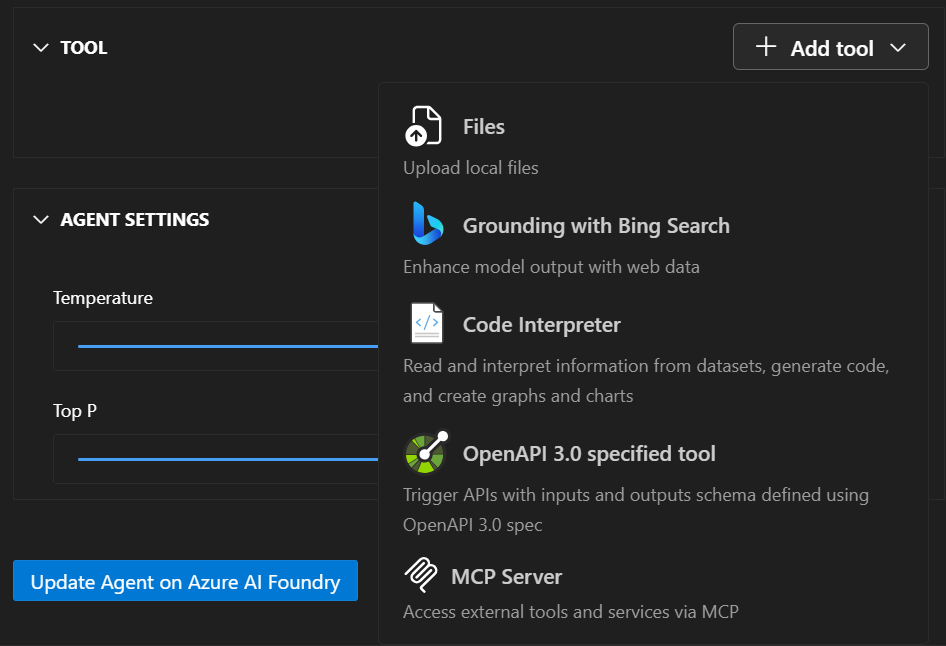 TOOL
Add tool
Files
Upload local files
Grounding with Bing Search
Enhance model output with web data
Code Interpreter
Read and interpret information from datasets, generate code,
and create graphs and charts
OpenAPI 3.0 specified tool
Trigger APIs with inputs and outputs schema defined using
OpenAPI 3.0 spec
MCP Server
Access external tools and services via MCP
AGENT SETTINGS
Temperature
Top P
Update Agent on Azure AI Foundry